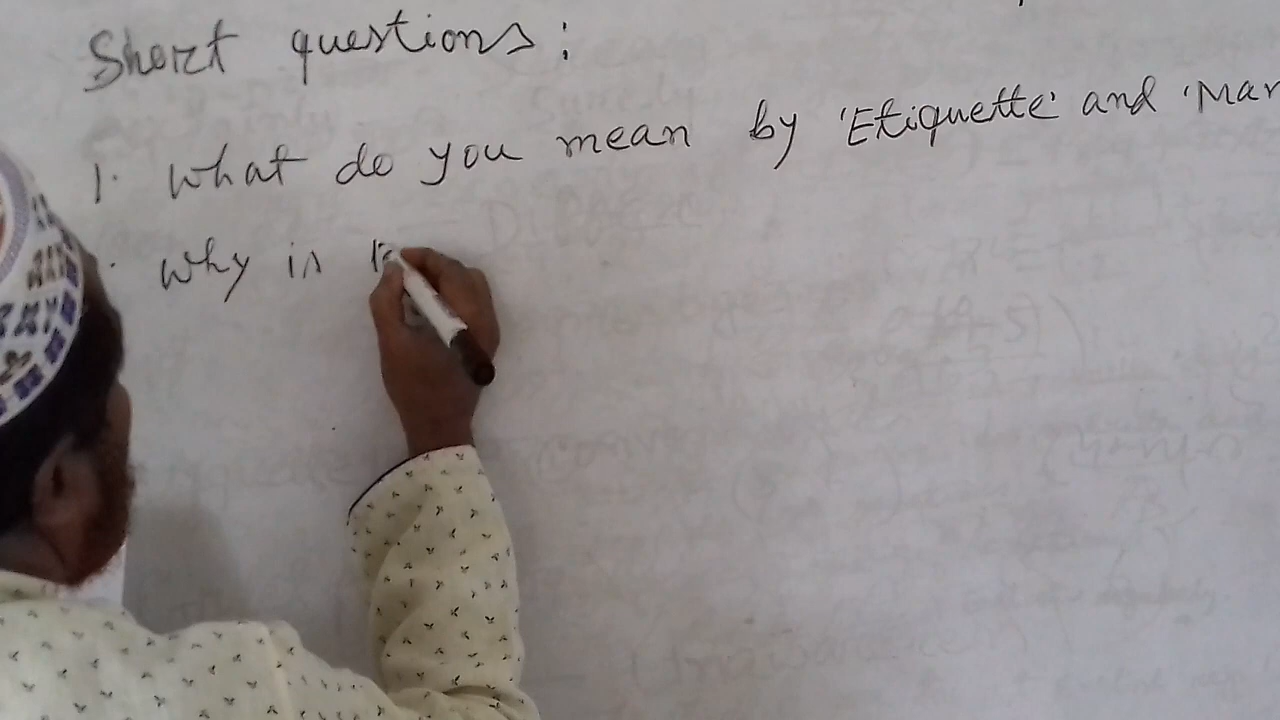 Short questions:
1. What do you mean by 'Etiquette' and 'Mar
. Why is